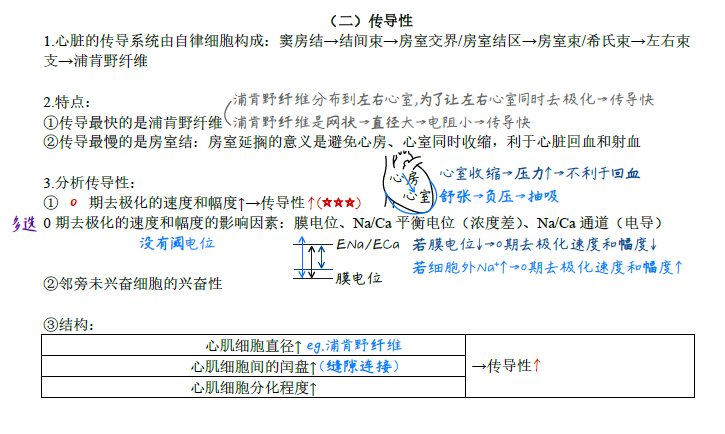 （二）传导性
1.心脏的传导系统由自律细胞构成：窦房结→结间束→房室交界/房室结区→房室束/希氏束→左右束
支→浦肯野纤维
2.特点：
浦肯野纤维分布到左右心室,为了让左右心室同时去极化→传导快
①传导最快的是浦肯野纤维
浦肯野纤维是网状→直径大→电阻小→传导快
②传导最慢的是房室结：房室延搁的意义是避免心房、心室同时收缩，利于心脏回血和射血
心房
心室
心室收缩→压力↑→不利于回血
舒张→负压→抽吸
3.分析传导性：
① 0 期去极化的速度和幅度↑→传导性↑(★★★)
多选 0 期去极化的速度和幅度的影响因素：膜电位、Na/Ca 平衡电位（浓度差）、Na/Ca 通道（电导）
没有阈电位
ENa/ECa
膜电位
若膜电位↓→0期去极化速度和幅度↓
若细胞外Na⁺↑→0期去极化速度和幅度↑
②邻旁未兴奋细胞的兴奋性
③结构：
心肌细胞直径↑ eg.浦肯野纤维
心肌细胞间的闰盘↑(缝隙连接)
心肌细胞分化程度↑
→传导性↑